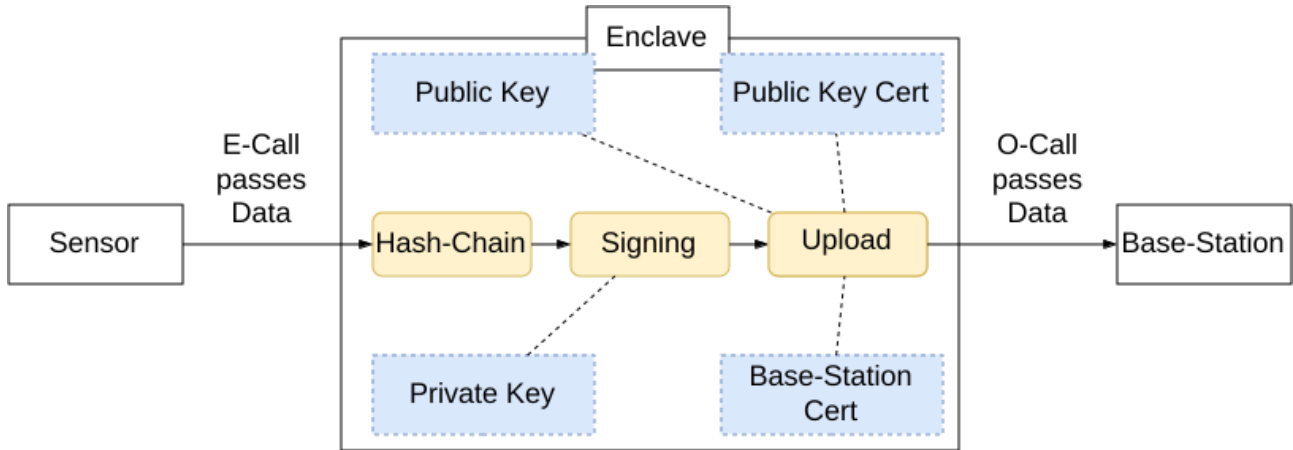 Enclave
Public Key
Public Key Cert
E-Call
passes
Data
O-Call
passes
Data
Sensor
Hash-Chain
Signing
Upload
Base-Station
Private Key
Base-Station
Cert